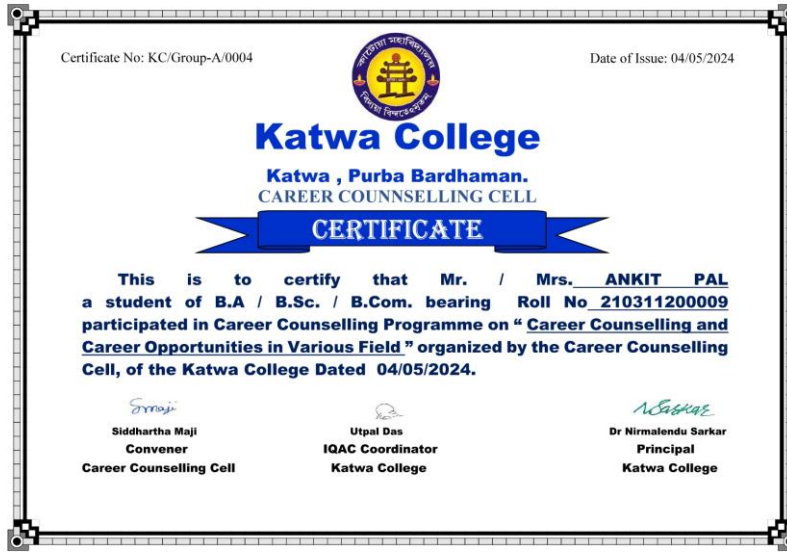 Certificate No: KC/Group-A/0004
Date of Issue: 04/05/2024
কাটোয়া মহাবিদ্যালয়
Katwa College
Katwa , Purba Bardhaman.
CAREER COUNNSELLING CELL
CERTIFICATE
This is to certify that Mr. / Mrs. ANKIT PAL
a student of B.A / B.Sc. / B.Com. bearing Roll No 210311200009
participated in Career Counselling Programme on “ Career Counselling and
Career Opportunities in Various Field ” organized by the Career Counselling
Cell, of the Katwa College Dated 04/05/2024.
Smaji
NSarkar
Siddhartha Maji
Utpal Das
Dr Nirmalendu Sarkar
Convener
IQAC Coordinator
Principal
Career Counselling Cell
Katwa College
Katwa College